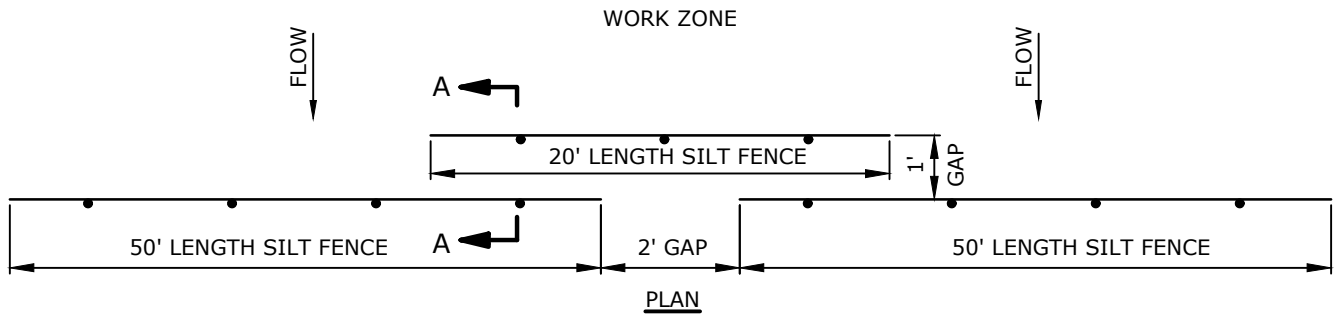 WORK ZONE
FLOW
FLOW
A
20' LENGTH SILT FENCE
1'
GAP
A
50' LENGTH SILT FENCE
2' GAP
50' LENGTH SILT FENCE
PLAN